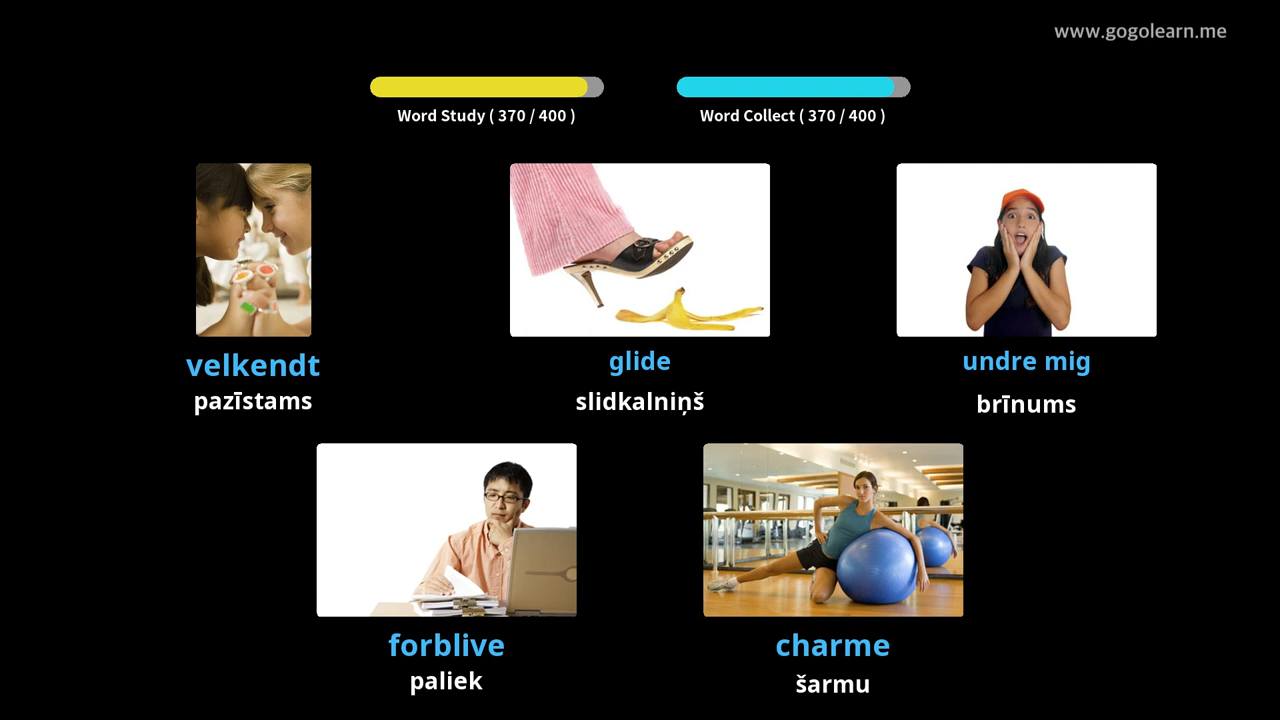 www.gogolearn.me
Word Study ( 370 / 400 )
Word Collect ( 370 / 400 )
velkendt
pazīstams
glide
slidkalniņš
undre mig
brīnums
forblive
paliek
charme
šarmu